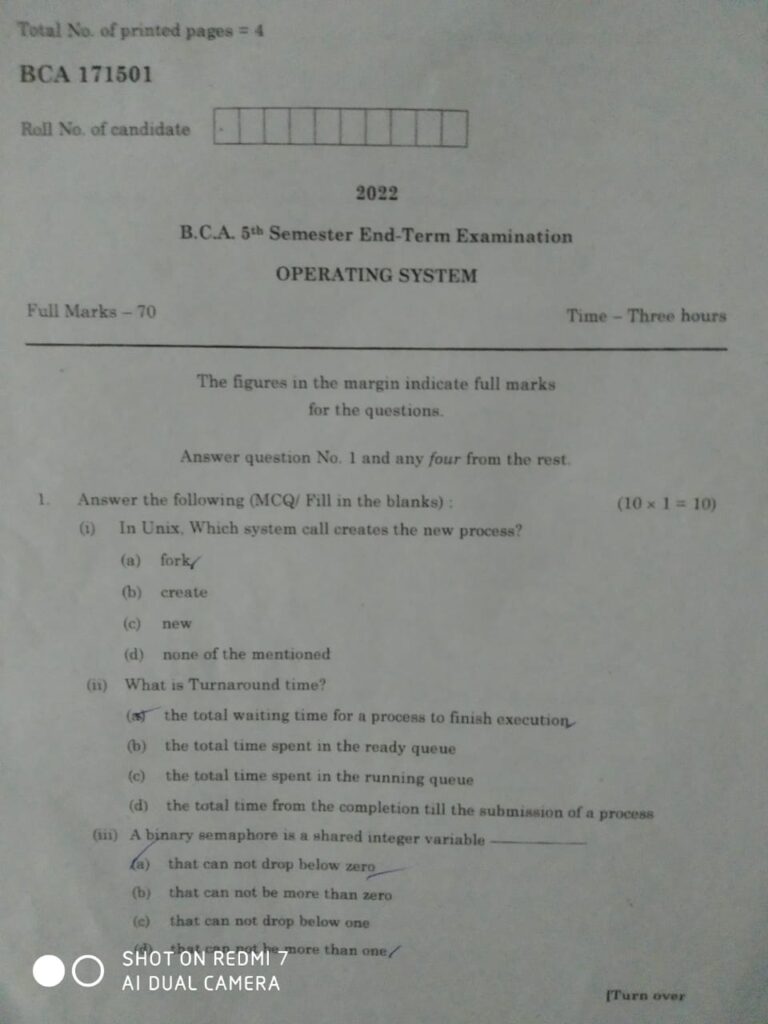 Total No. of printed pages = 4
BCA 171501
Roll No. of candidate
2022
B.C.A. 5th Semester End-Term Examination
OPERATING SYSTEM
Full Marks – 70 Time – Three hours
The figures in the margin indicate full marks
for the questions.
Answer question No. 1 and any four from the rest.
1. Answer the following (MCQ/ Fill in the blanks) : (10 × 1 = 10)
(i) In Unix, Which system call creates the new process?
(a) fork
(b) create
(c) new
(d) none of the mentioned
(ii) What is Turnaround time?
(a) the total waiting time for a process to finish execution
(b) the total time spent in the ready queue
(c) the total time spent in the running queue
(d) the total time from the completion till the submission of a process
(iii) A binary semaphore is a shared integer variable ————
(a) that can not drop below zero
(b) that can not be more than zero
(c) that can not drop below one
(d) that can not be more than one
SHOT ON REDMI 7
AI DUAL CAMERA
[Turn over